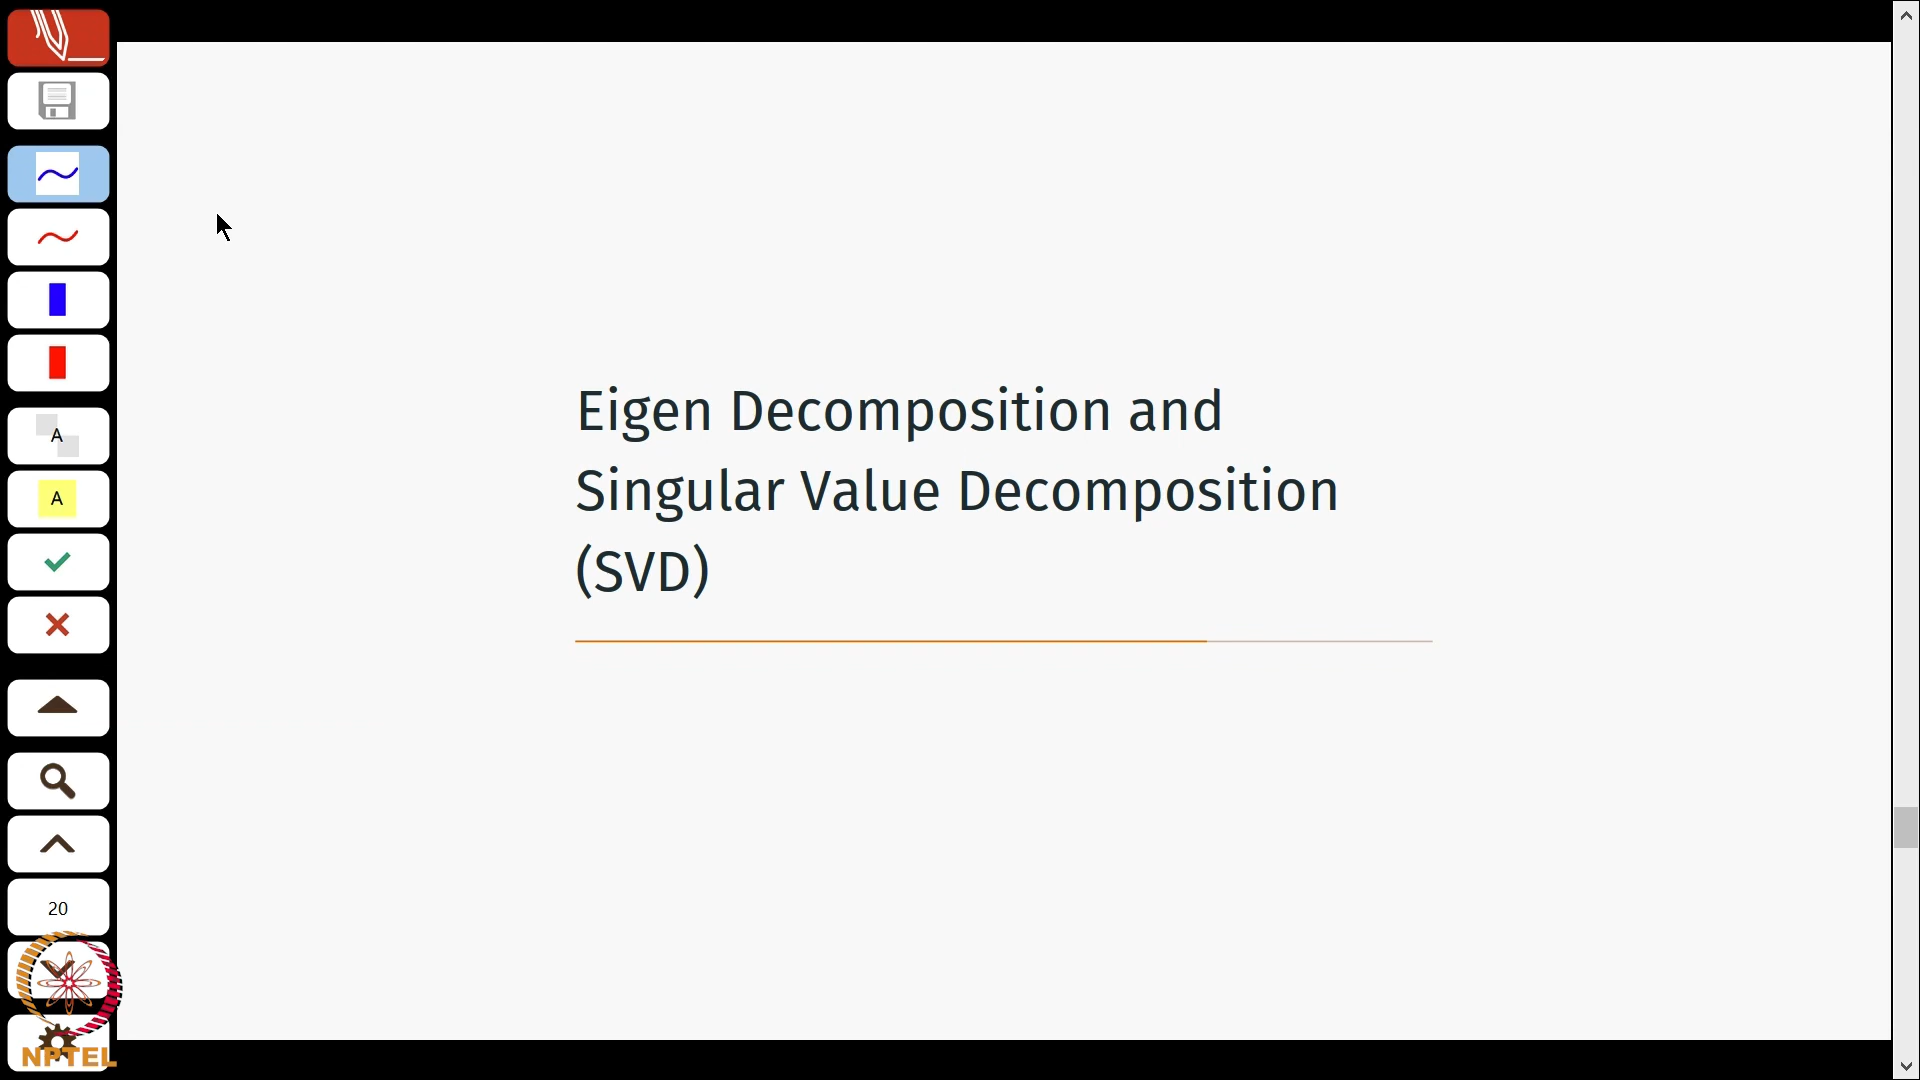 A
A
20
NPTEL
Eigen Decomposition and
Singular Value Decomposition
(SVD)